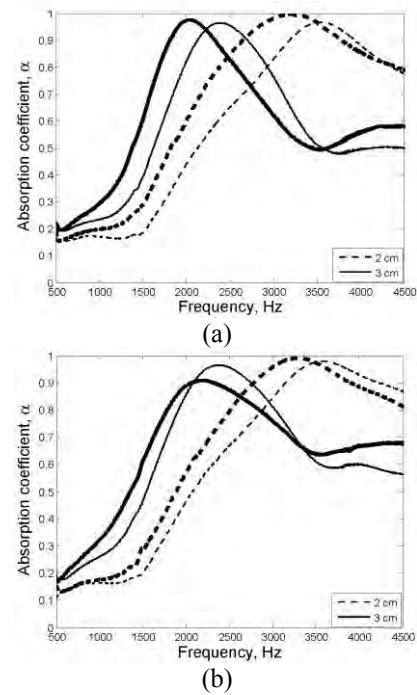 1
0.9
0.8
0.7
0.6
0.5
0.4
0.3
0.2
0.1
0
Absorption coefficient, α
500 1000 1500 2000 2500 3000 3500 4000 4500
Frequency, Hz
2 cm
3 cm
(a)
1
0.9
0.8
0.7
0.6
0.5
0.4
0.3
0.2
0.1
0
Absorption coefficient, α
500 1000 1500 2000 2500 3000 3500 4000 4500
Frequency, Hz
2 cm
3 cm
(b)